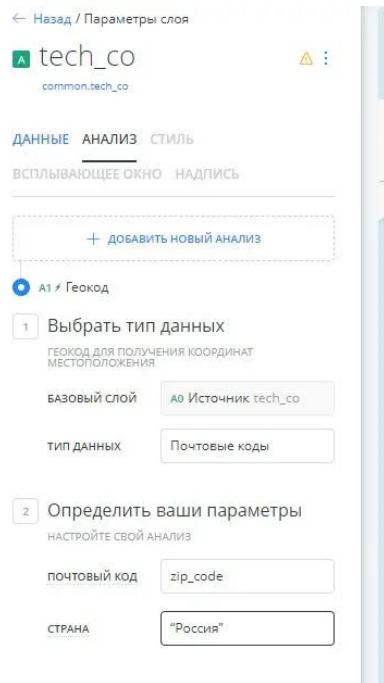 ← Назад / Параметры слоя
A tech_co
common.tech_co
ДАННЫЕ АНАЛИЗ СТИЛЬ
ВСПЛЫВАЮЩЕЕ ОКНО НАДПИСЬ
+ ДОБАВИТЬ НОВЫЙ АНАЛИЗ
A1 Геокод
1 Выбрать тип данных
ГЕОКОД ДЛЯ ПОЛУЧЕНИЯ КООРДИНАТ
МЕСТОПОЛОЖЕНИЯ
БАЗОВЫЙ СЛОЙ A0 Источник tech_co
ТИП ДАННЫХ Почтовые коды
2 Определить ваши параметры
НАСТРОЙТЕ СВОЙ АНАЛИЗ
ПОЧТОВЫЙ КОД zip_code
СТРАНА “Россия”